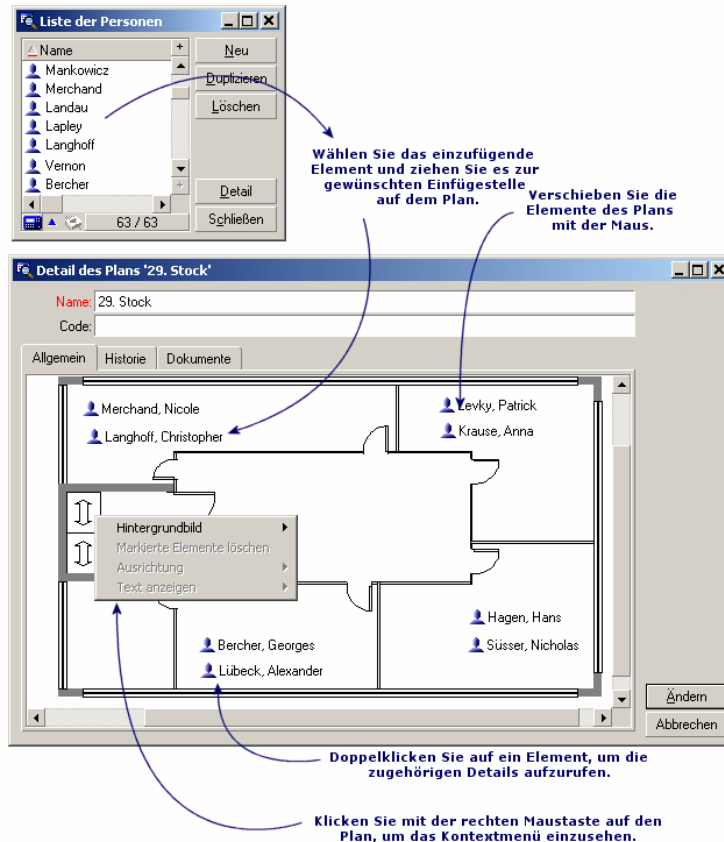 Liste der Personen
Name
+
Mankowicz
Merchand
Landau
Lapley
Langhoff
Vernon
Bercher
+
63 / 63
Neu
Duplizieren
Löschen
Detail
Schließen
Wählen Sie das einzufügende
Element und ziehen Sie es zur
gewünschten Einfügestelle
auf dem Plan.
Verschieben Sie die
Elemente des Plans
mit der Maus.
Detail des Plans '29. Stock'
Name: 29. Stock
Code:
Allgemein Historie Dokumente
Merchand, Nicole
Langhoff, Christopher
Levky, Patrick
Krause, Anna
Hintergrundbild
Markierte Elemente löschen
Ausrichtung
Text anzeigen
Hagen, Hans
Süsser, Nicholas
Bercher, Georges
Lübeck, Alexander
Ändern
Abbrechen
Doppelklicken Sie auf ein Element, um die
zugehörigen Details aufzurufen.
Klicken Sie mit der rechten Maustaste auf den
Plan, um das Kontextmenü einzusehen.